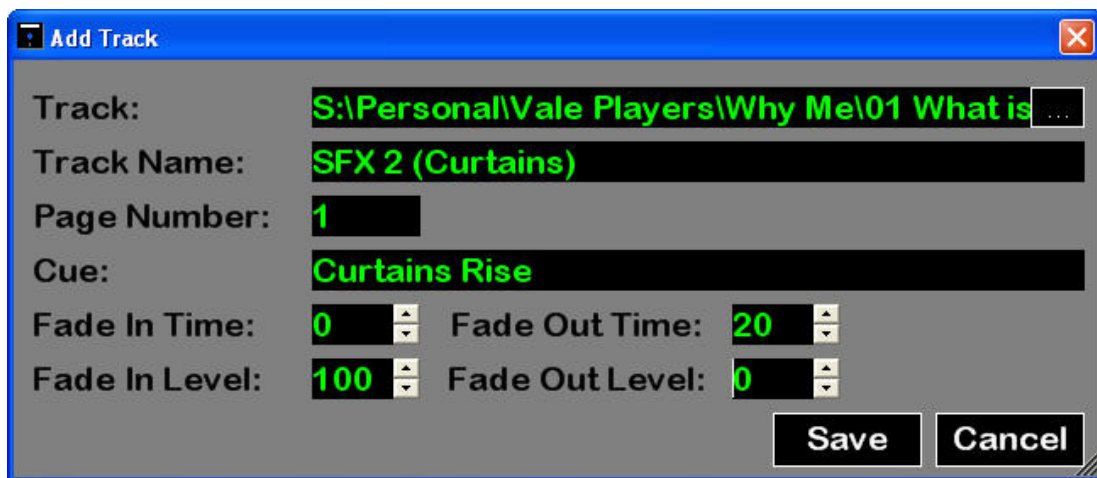 Add Track
Track: S:\Personal\Vale Players\Why Me\01 What is ...
Track Name: SFX 2 (Curtains)
Page Number: 1
Cue: Curtains Rise
Fade In Time: 0 Fade Out Time: 20
Fade In Level: 100 Fade Out Level: 0
Save Cancel